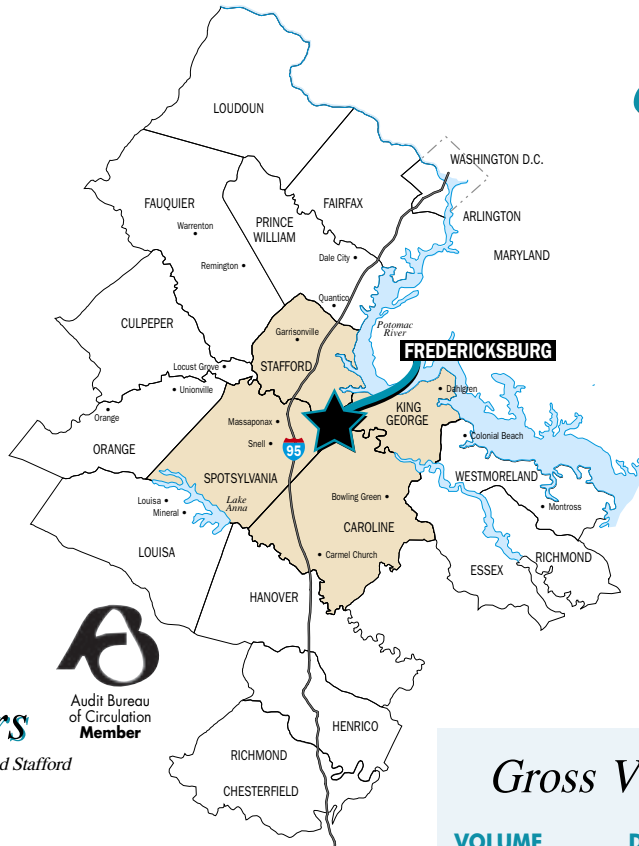 LOUDOUN
WASHINGTON D.C.
FAUQUIER
FAIRFAX
PRINCE
WILLIAM
ARLINGTON
Warrenton
MARYLAND
Dale City
Remington
Quantico
CULPEPER
Potomac
River
Garrisonville
FREDERICKSBURG
STAFFORD
Locust Grove
Unionville
Dahlgren
KING
GEORGE
Orange
Massaponax
Colonial Beach
Snell
ORANGE
95
SPOTSYLVANIA
WESTMORELAND
Louisa
Lake
Anna
Bowling Green
Mineral
Montross
CAROLINE
LOUISA
Carmel Church
RICHMOND
ESSEX
HANOVER
Audit Bureau
of Circulation
Member
rs
d Stafford
HENRICO
RICHMOND
CHESTERFIELD
Gross V
VOLUME D